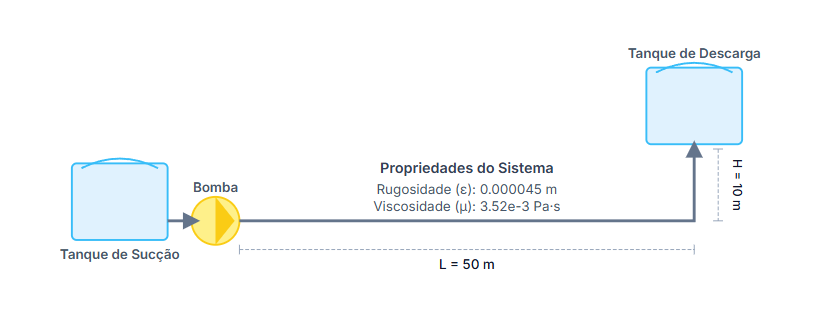 Tanque de Descarga
Propriedades do Sistema
Rugosidade (ε): 0.000045 m
Viscosidade (μ): 3.52e-3 Pa·s
H = 10 m
Bomba
Tanque de Sucção
L = 50 m